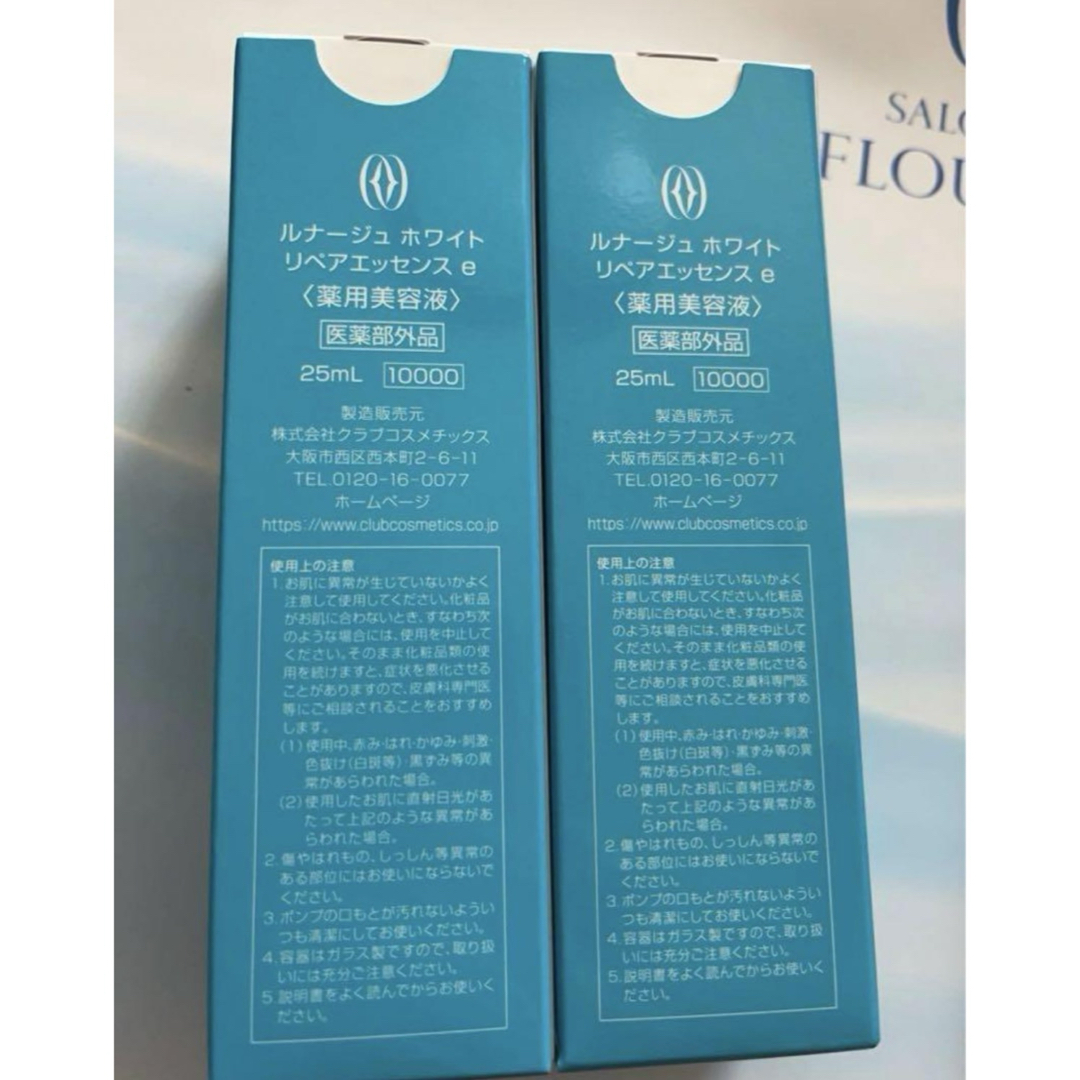 ルナージュ ホワイト
リペアエッセンス e
〈薬用美容液〉
医薬部外品
25mL 10000
製造販売元
株式会社クラブコスメチックス
大阪市西区西本町2-6-11
TEL.0120-16-0077
ホームページ
https://www.clubcosmetics.co.jp
使用上の注意
1.お肌に異常が生じていないかよく
注意して使用してください。化粧品
がお肌に合わないとき、すなわち次
のような場合には、使用を中止して
ください。そのまま化粧品類の使
用を続けますと、症状を悪化させる
ことがありますので、皮膚科専門医
等にご相談されることをおすすめ
します。
(1)使用中、赤み・はれ・かゆみ・刺激・
色抜け(白斑等)・黒ずみ等の異
常があらわれた場合。
(2)使用したお肌に直射日光があ
たって上記のような異常があ
らわれた場合。
2.傷やはれもの、しっしん等異常の
ある部位にはお使いにならないで
ください。
3.ポンプの口もとが汚れないようい
つも清潔にしてお使いください。
4.容器はガラス製ですので、取り扱
いには充分ご注意ください。
5.説明書をよく読んでからお使いく
ださい。
ルナージュ ホワイト
リペアエッセンス e
〈薬用美容液〉
医薬部外品
25mL 10000
製造販売元
株式会社クラブコスメチックス
大阪市西区西本町2-6-11
TEL.0120-16-0077
ホームページ
https://www.clubcosmetics.co.jp
使用上の注意
1.お肌に異常が生じていないかよく
注意して使用してください。化粧品
がお肌に合わないとき、すなわち次
のような場合には、使用を中止して
ください。そのまま化粧品類の使
用を続けますと、症状を悪化させる
ことがありますので、皮膚科専門医
等にご相談されることをおすすめ
します。
(1)使用中、赤み・はれ・かゆみ・刺激・
色抜け(白斑等)・黒ずみ等の異
常があらわれた場合。
(2)使用したお肌に直射日光があ
たって上記のような異常があ
らわれた場合。
2.傷やはれもの、しっしん等異常の
ある部位にはお使いにならないで
ください。
3.ポンプの口もとが汚れないようい
つも清潔にしてお使いください。
4.容器はガラス製ですので、取り扱
いには充分ご注意ください。
5.説明書をよく読んでからお使いく
ださい。
SALO
FLOU